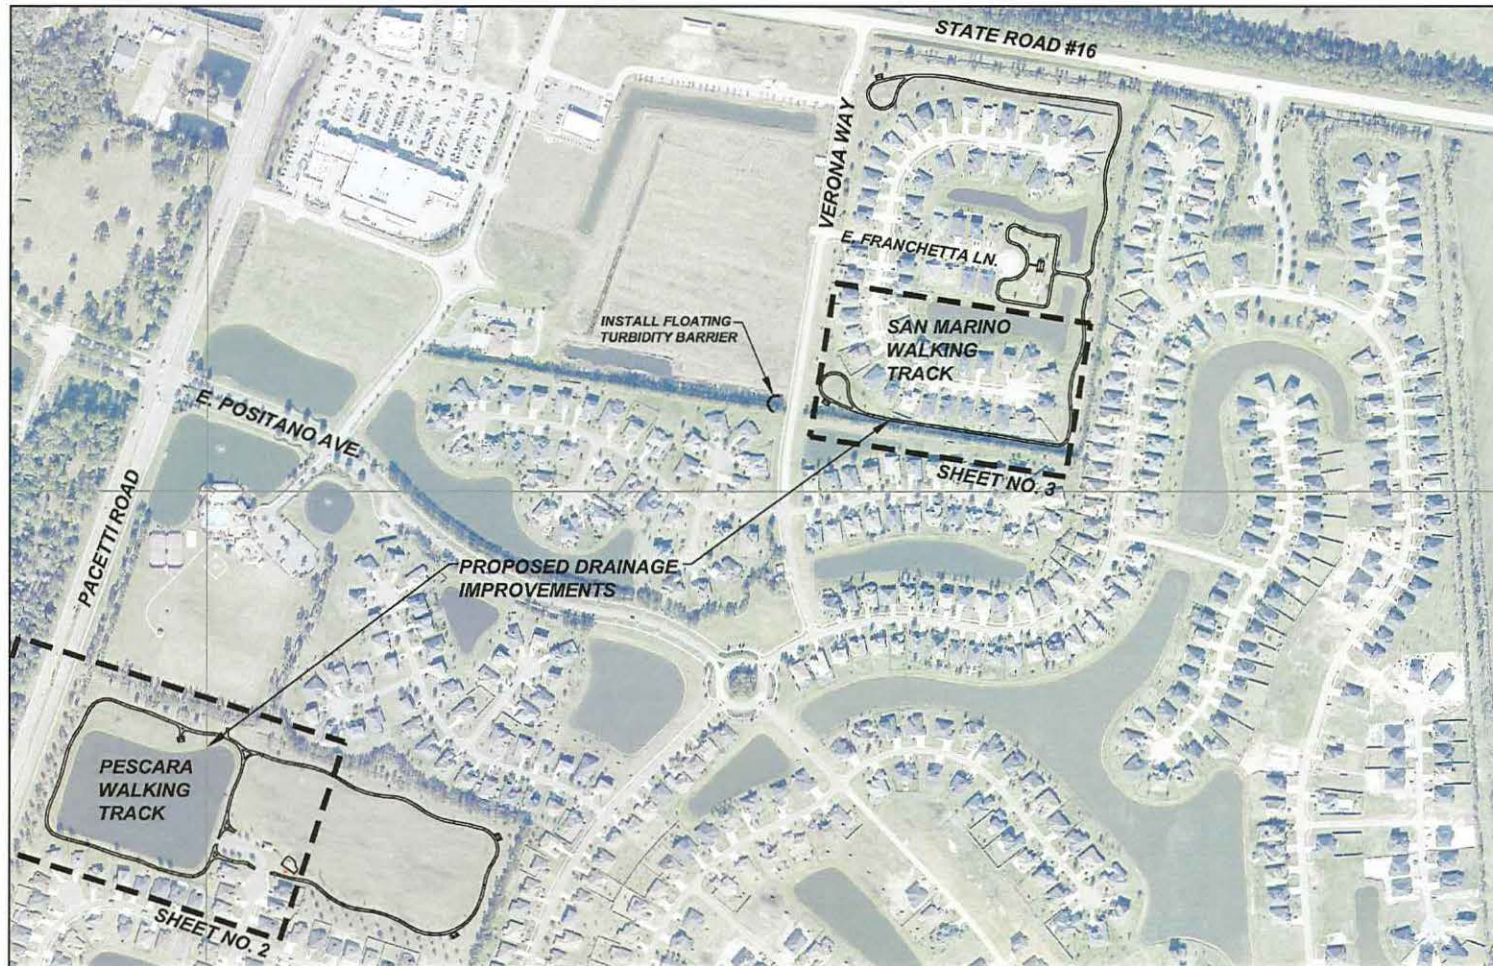 STATE ROAD #16
VERONA WAY
E. FRANCHETTA LN.
INSTALL FLOATING
TURBIDITY BARRIER
SAN MARINO
WALKING
TRACK
E. POSITANO AVE.
SHEET NO. 3
PACETTI ROAD
PROPOSED DRAINAGE
IMPROVEMENTS
PESCARA
WALKING
TRACK
SHEET NO. 2